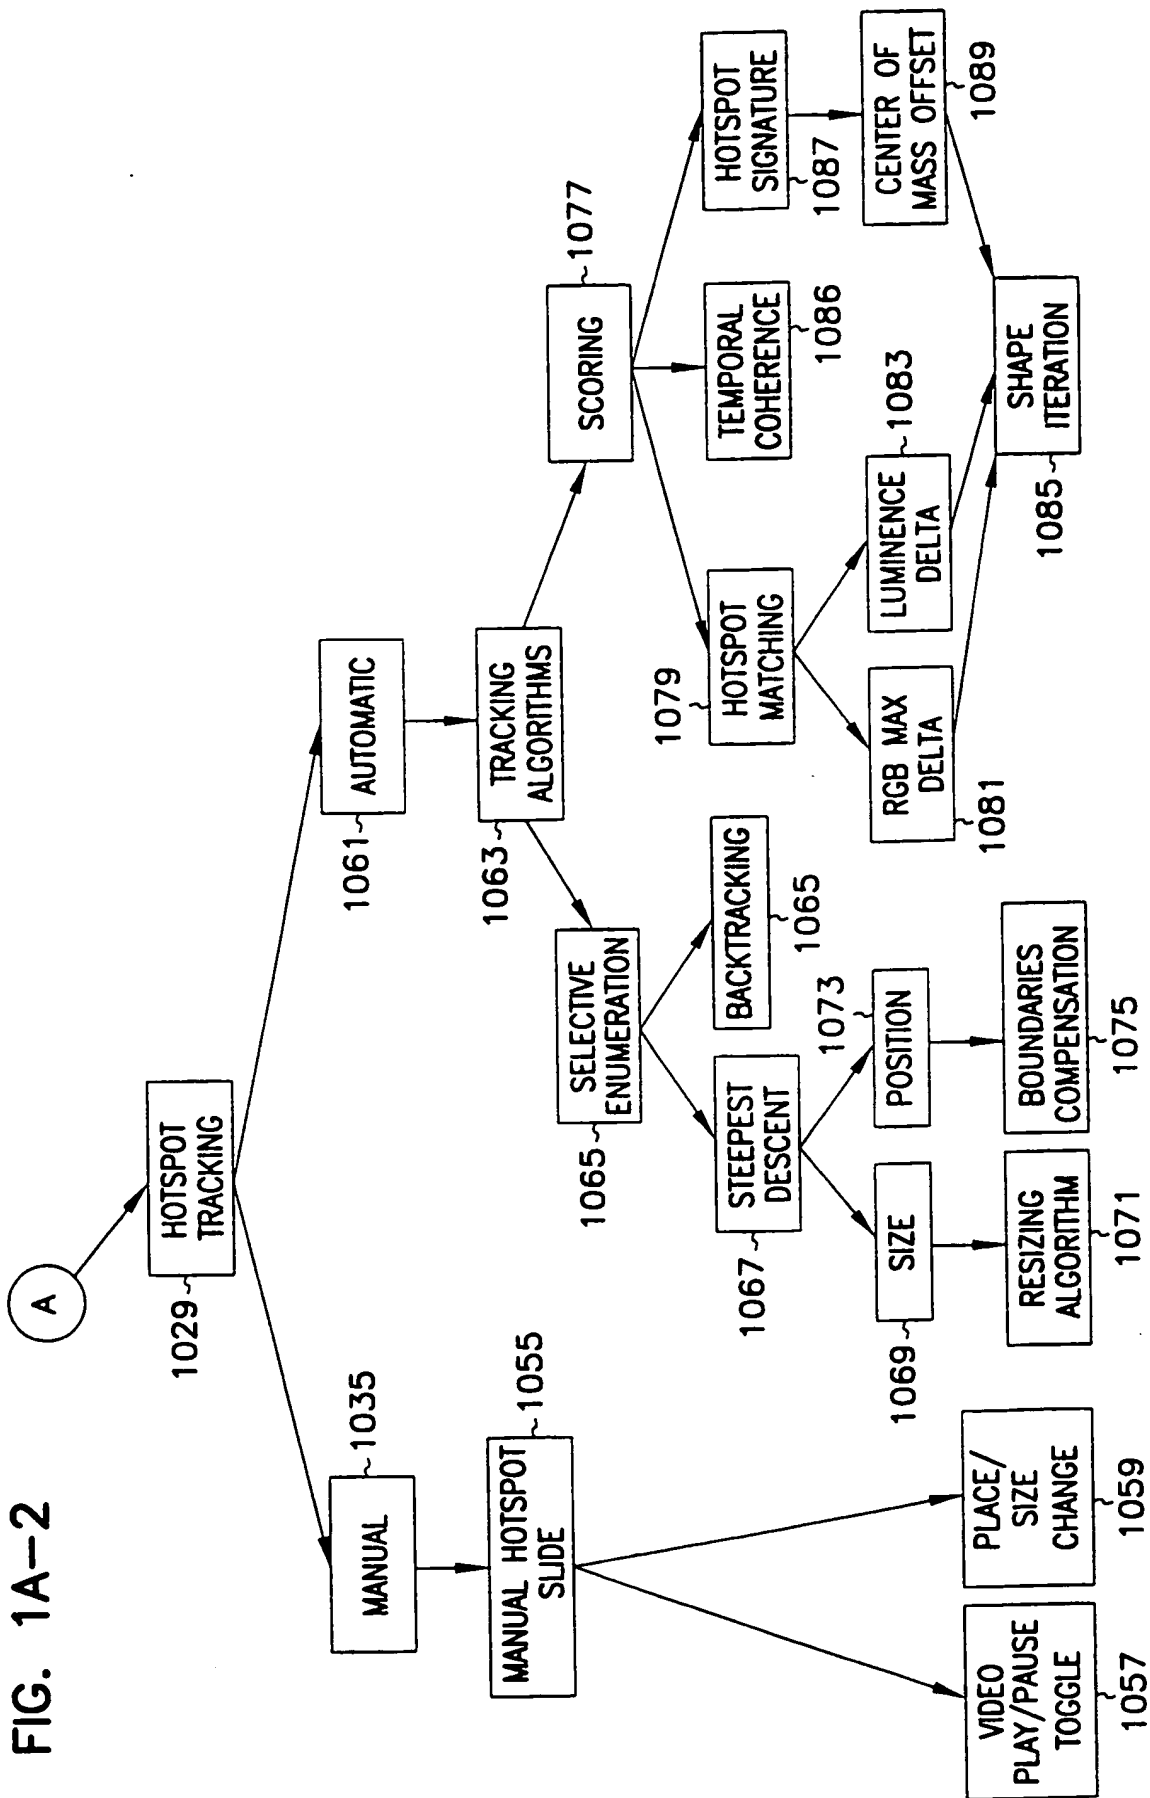 FIG. 1A-2
A
HOTSPOT
TRACKING
1029
MANUAL
1035
AUTOMATIC
1061
MANUAL HOTSPOT
SLIDE
1055
TRACKING
ALGORITHMS
1063
SELECTIVE
ENUMERATION
1065
SCORING
1077
STEEPEST
DESCENT
1067
BACKTRACKING
1065
HOTSPOT
MATCHING
1079
TEMPORAL
COHERENCE
1086
HOTSPOT
SIGNATURE
1087
SIZE
1069
POSITION
1073
RGB MAX
DELTA
1081
LUMINENCE
DELTA
1083
CENTER OF
MASS OFFSET
1089
VIDEO
PLAY/PAUSE
TOGGLE
1057
PLACE/
SIZE
CHANGE
1059
RESIZING
ALGORITHM
1071
BOUNDARIES
COMPENSATION
1075
SHAPE
ITERATION
1085